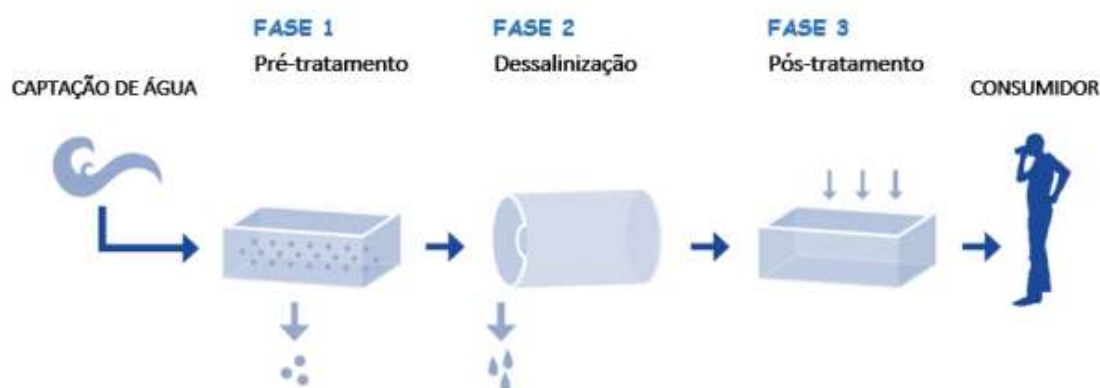 FASE 1
Pré-tratamento
FASE 2
Dessalinização
FASE 3
Pós-tratamento
CAPTAÇÃO DE ÁGUA
CONSUMIDOR